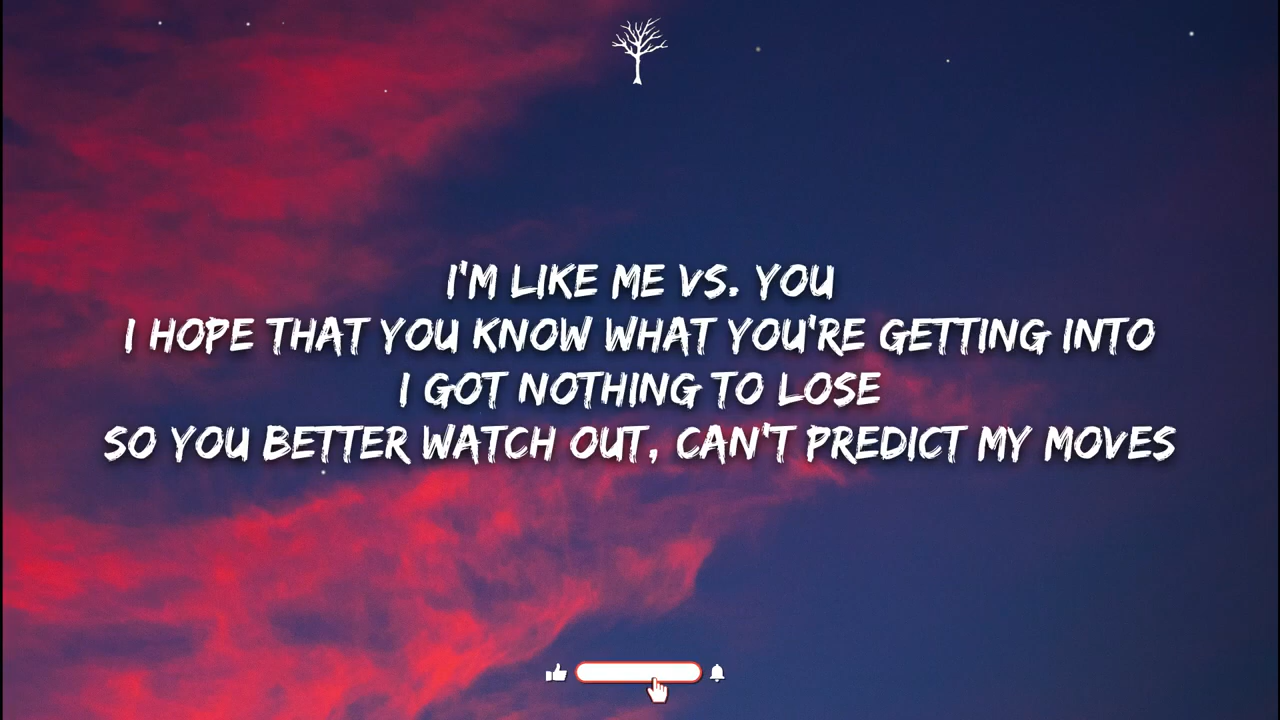 I'M LIKE ME VS. YOU
I HOPE THAT YOU KNOW WHAT YOU'RE GETTING INTO
I GOT NOTHING TO LOSE
SO YOU BETTER WATCH OUT, CAN'T PREDICT MY MOVES